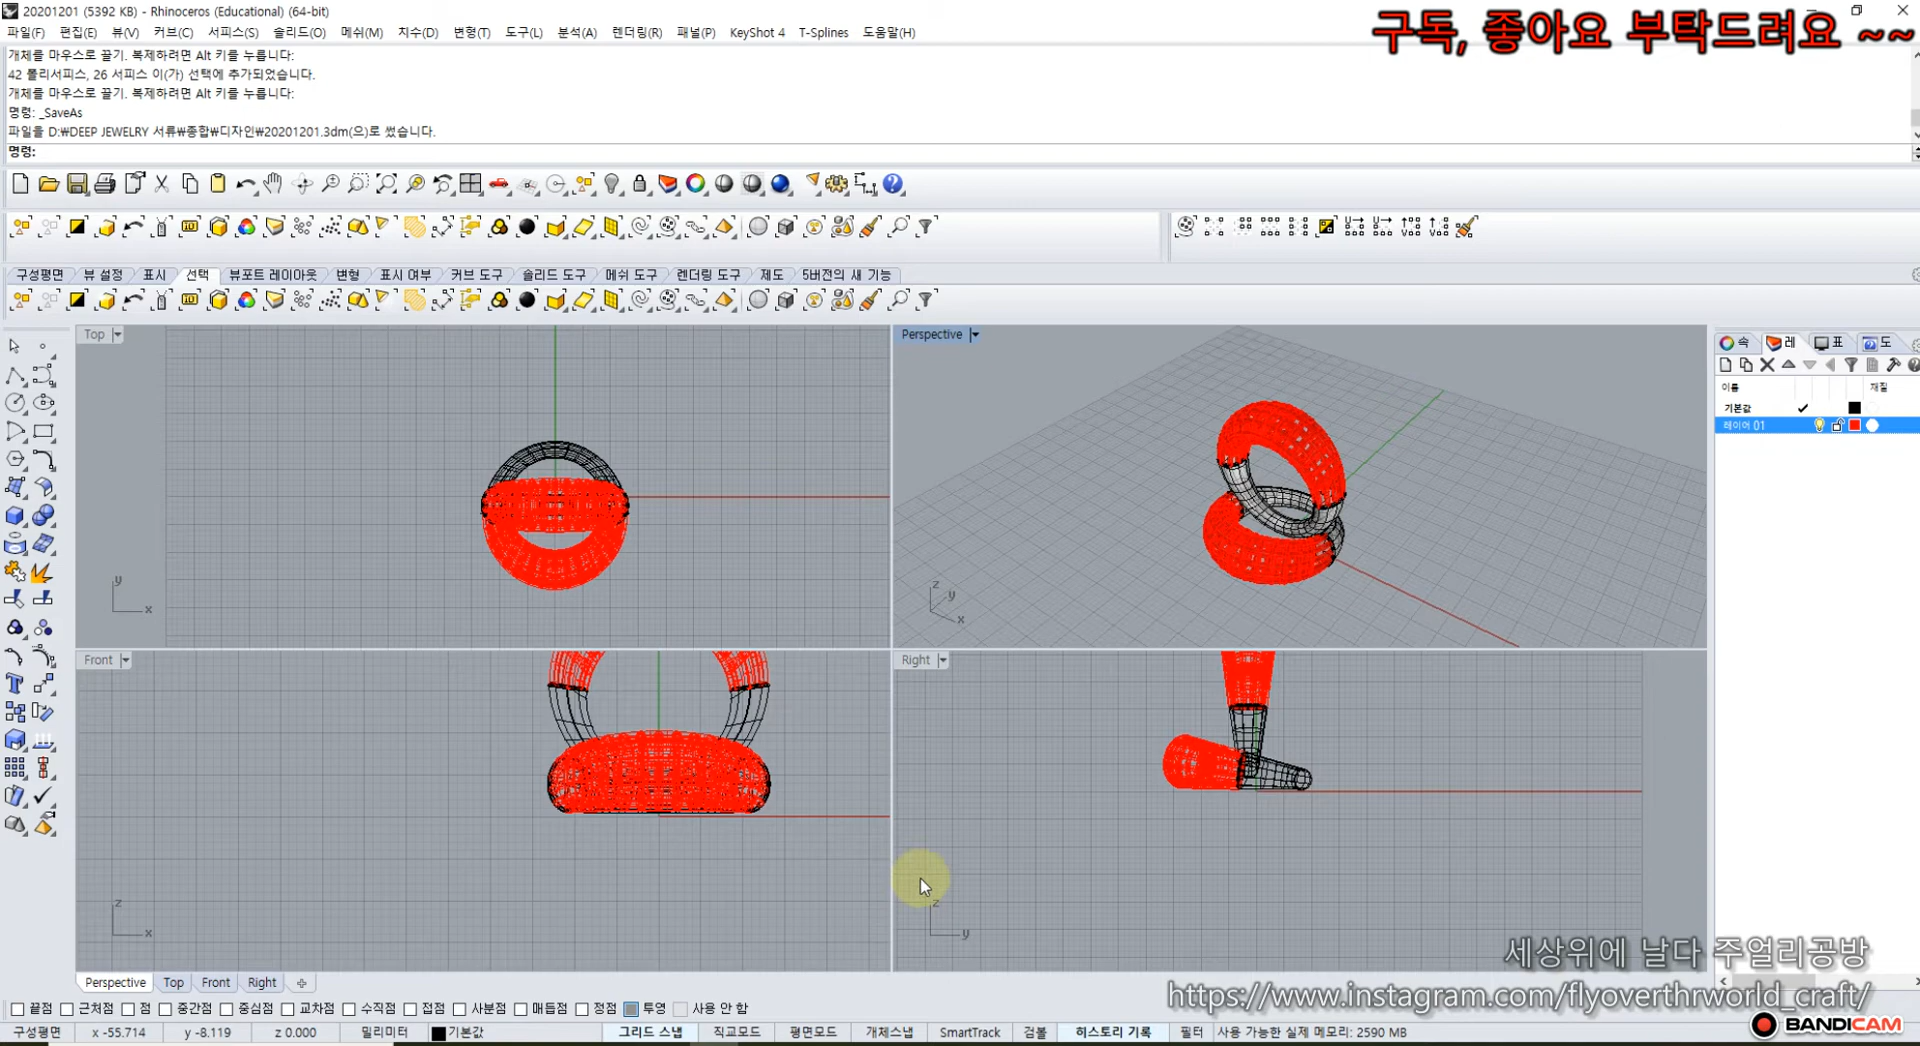 20201201 (5392 KB) - Rhinoceros (Educational) (64-bit)
구독, 좋아요 부탁드려요 ~~
파일(F) 편집(E) 뷰(V) 커브(C) 서피스(S) 솔리드(O) 메쉬(M) 치수(D) 변형(T) 도구(L) 분석(A) 렌더링(R) 패널(P) KeyShot 4 T-Splines 도움말(H)
개체를 마우스로 끌기. 복제하려면 Alt 키를 누릅니다:
42 폴리서피스, 26 서피스 이(가) 선택에 추가되었습니다.
개체를 마우스로 끌기. 복제하려면 Alt 키를 누릅니다:
명령: _SaveAs
파일을 D:₩DEEP JEWELRY 서류₩종합₩디자인₩20201201.3dm(으)로 썼습니다.
명령:
구성평면 뷰 설정 표시 선택 뷰포트 레이아웃 변형 표시 여부 커브 도구 솔리드 도구 메쉬 도구 렌더링 도구 제도 5버전의 새 기능
Top
Perspective
속 레 표 도
이름 재질
기본값
레이어 01
y
x
z
y
x
Front
Right
z
x
z
y
세상위에 날다 주얼리공방
https://www.instagram.com/flyoverthrworld_craft/
BANDICAM
Perspective Top Front Right
끝점 근처점 점 중간점 중심점 교차점 수직점 접점 사분점 매듭점 정점 투영 사용 안 함
구성평면 x -55.714 y -8.119 z 0.000 밀리미터 기본값 그리드 스냅 직교모드 평면모드 개체스냅 SmartTrack 검볼 히스토리 기록 필터 사용 가능한 실제 메모리: 2590 MB